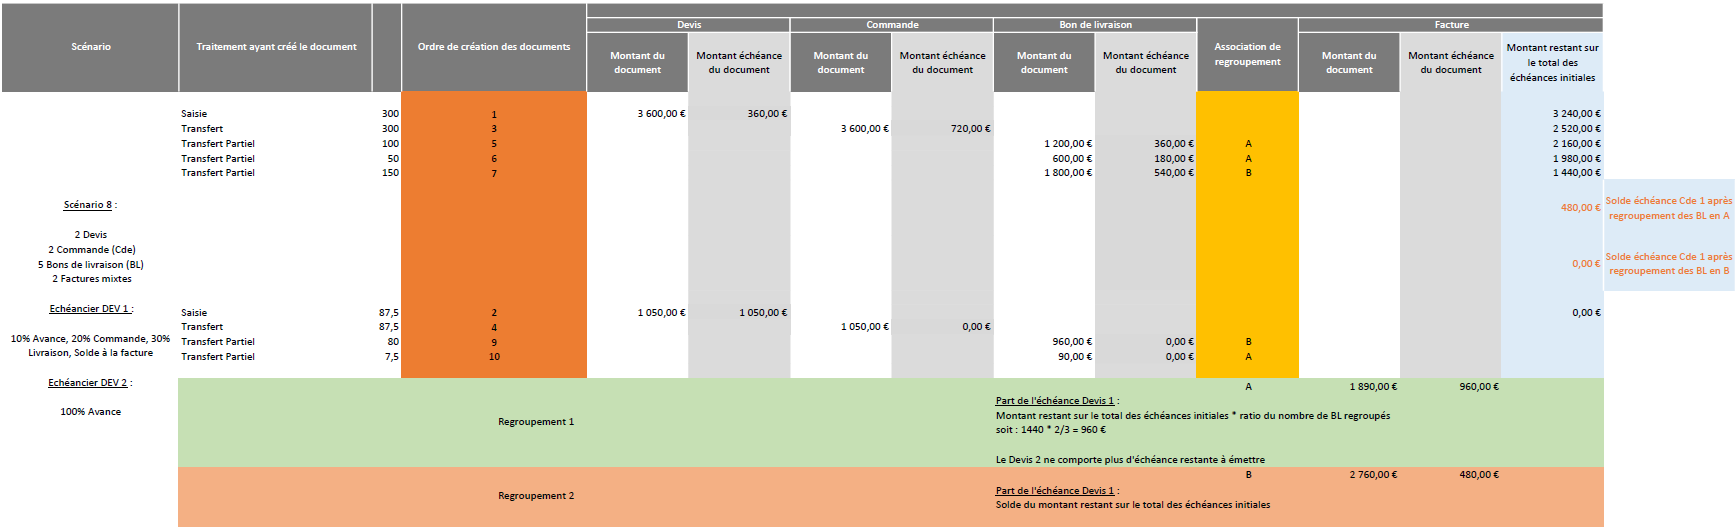 Devis Commande Bon de livraison Facture
Scénario Traitement ayant créé le document Ordre de création des documents Montant du document Montant échéance du document Montant du document Montant échéance du document Montant du document Montant échéance du document Association de regroupement Montant du document Montant échéance du document Montant restant sur le total des échéances initiales
Saisie 300 1 3 600,00 € 360,00 € 3 240,00 €
Transfert 300 3 3 600,00 € 720,00 € 2 520,00 €
Transfert Partiel 100 5 1 200,00 € 360,00 € A 2 160,00 €
Transfert Partiel 50 6 600,00 € 180,00 € A 1 980,00 €
Transfert Partiel 150 7 1 800,00 € 540,00 € B 1 440,00 €
Scénario 8 :
480,00 € Solde échéance Cde 1 après
regroupement des BL en A
2 Devis
2 Commande (Cde)
5 Bons de livraison (BL)
2 Factures mixtes
0,00 € Solde échéance Cde 1 après
regroupement des BL en B
Echéancier DEV 1 :
10% Avance, 20% Commande, 30%
Livraison, Solde à la facture
Echéancier DEV 2 :
100% Avance
Saisie 87,5 2 1 050,00 € 1 050,00 € 0,00 €
Transfert 87,5 4 1 050,00 € 0,00 €
Transfert Partiel 80 9 960,00 € 0,00 € B
Transfert Partiel 7,5 10 90,00 € 0,00 € A
A 1 890,00 € 960,00 €
Regroupement 1
Part de l'échéance Devis 1 :
Montant restant sur le total des échéances initiales * ratio du nombre de BL regroupés
soit : 1440 * 2/3 = 960 €
Le Devis 2 ne comporte plus d'échéance restante à émettre
B 2 760,00 € 480,00 €
Regroupement 2
Part de l'échéance Devis 1 :
Solde du montant restant sur le total des échéances initiales